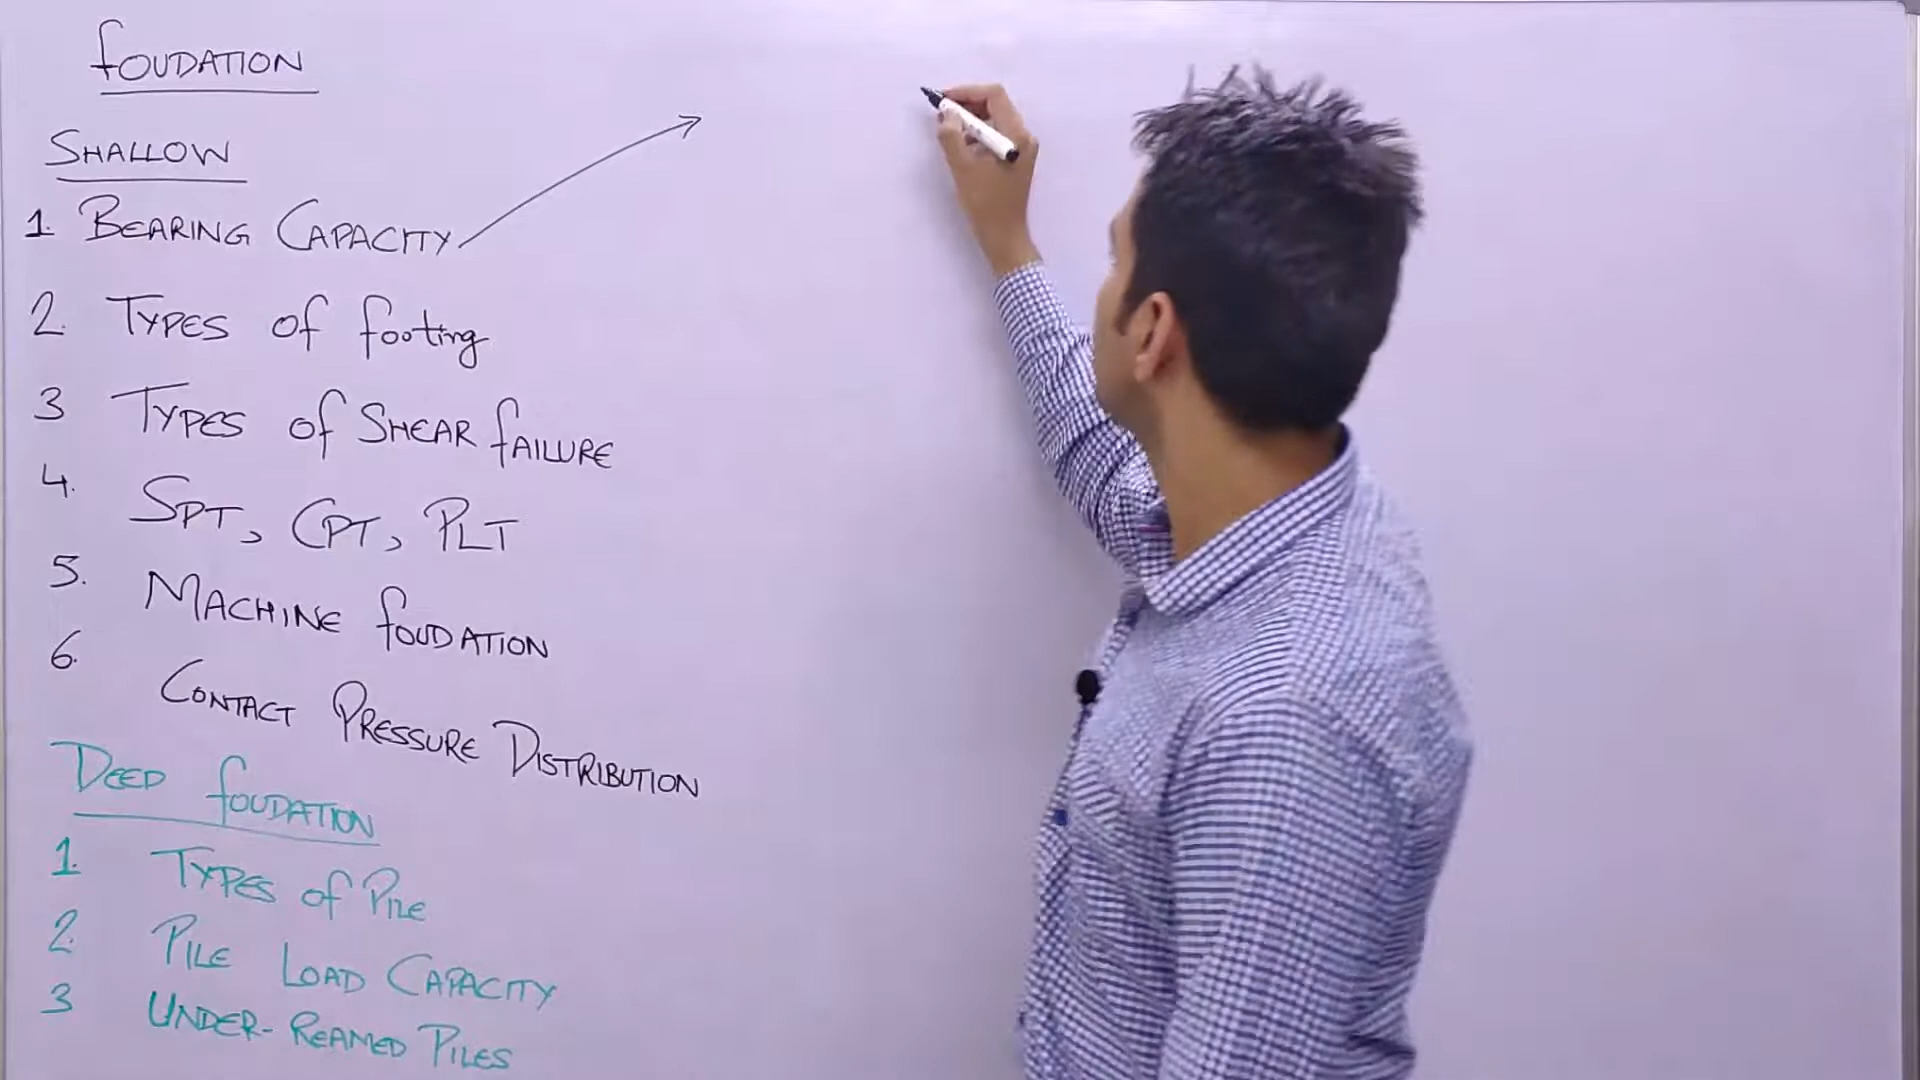 FOUDATION
SHALLOW
1. BEARING CAPACITY
2. TYPES OF Footing
3 TYPES OF SHEAR FAILURE
4. SPT, CPT, PLT
5. MACHINE FOUDATION
6. CONTACT PRESSURE DISTRIBUTION
DEEP FOUDATION
1. TYPES OF PILE
2. PILE LOAD CAPACITY
3 UNDER-REAMED PILES